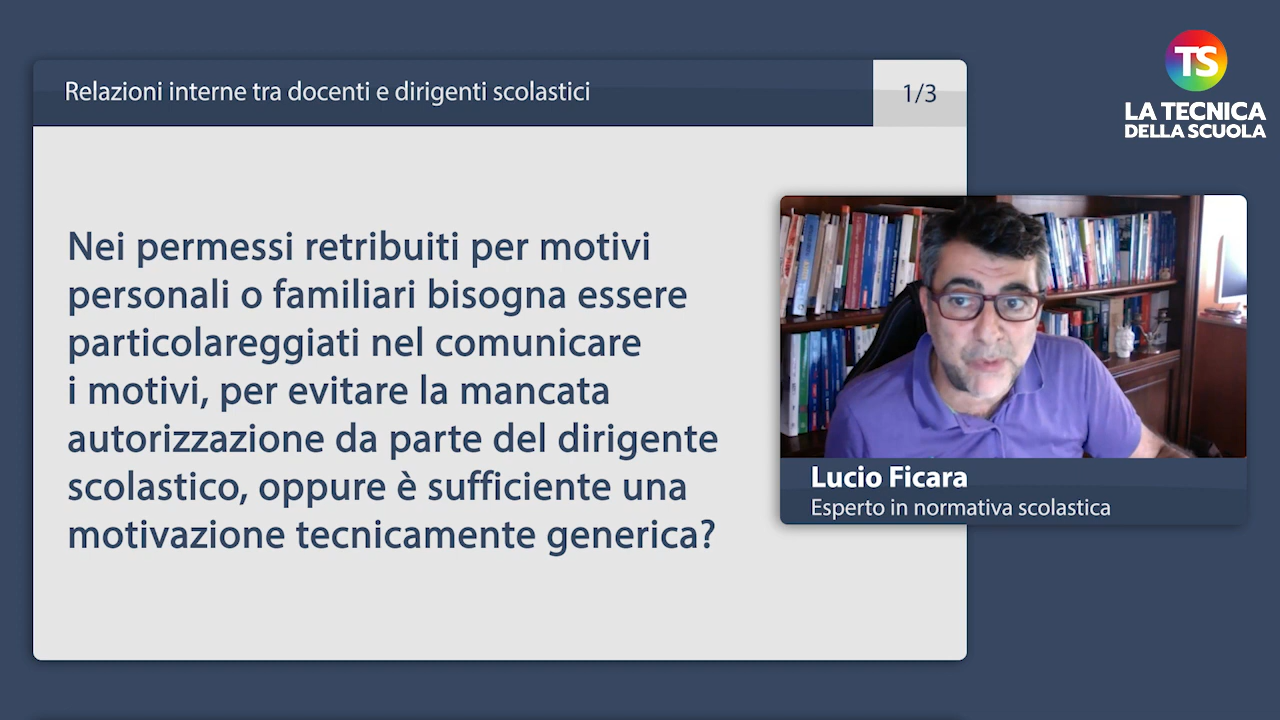 Relazioni interne tra docenti e dirigenti scolastici
1/3
TS
LA TECNICA
DELLA SCUOLA
Nei permessi retribuiti per motivi
personali o familiari bisogna essere
particolareggiati nel comunicare
i motivi, per evitare la mancata
autorizzazione da parte del dirigente
scolastico, oppure è sufficiente una
motivazione tecnicamente generica?
Lucio Ficara
Esperto in normativa scolastica